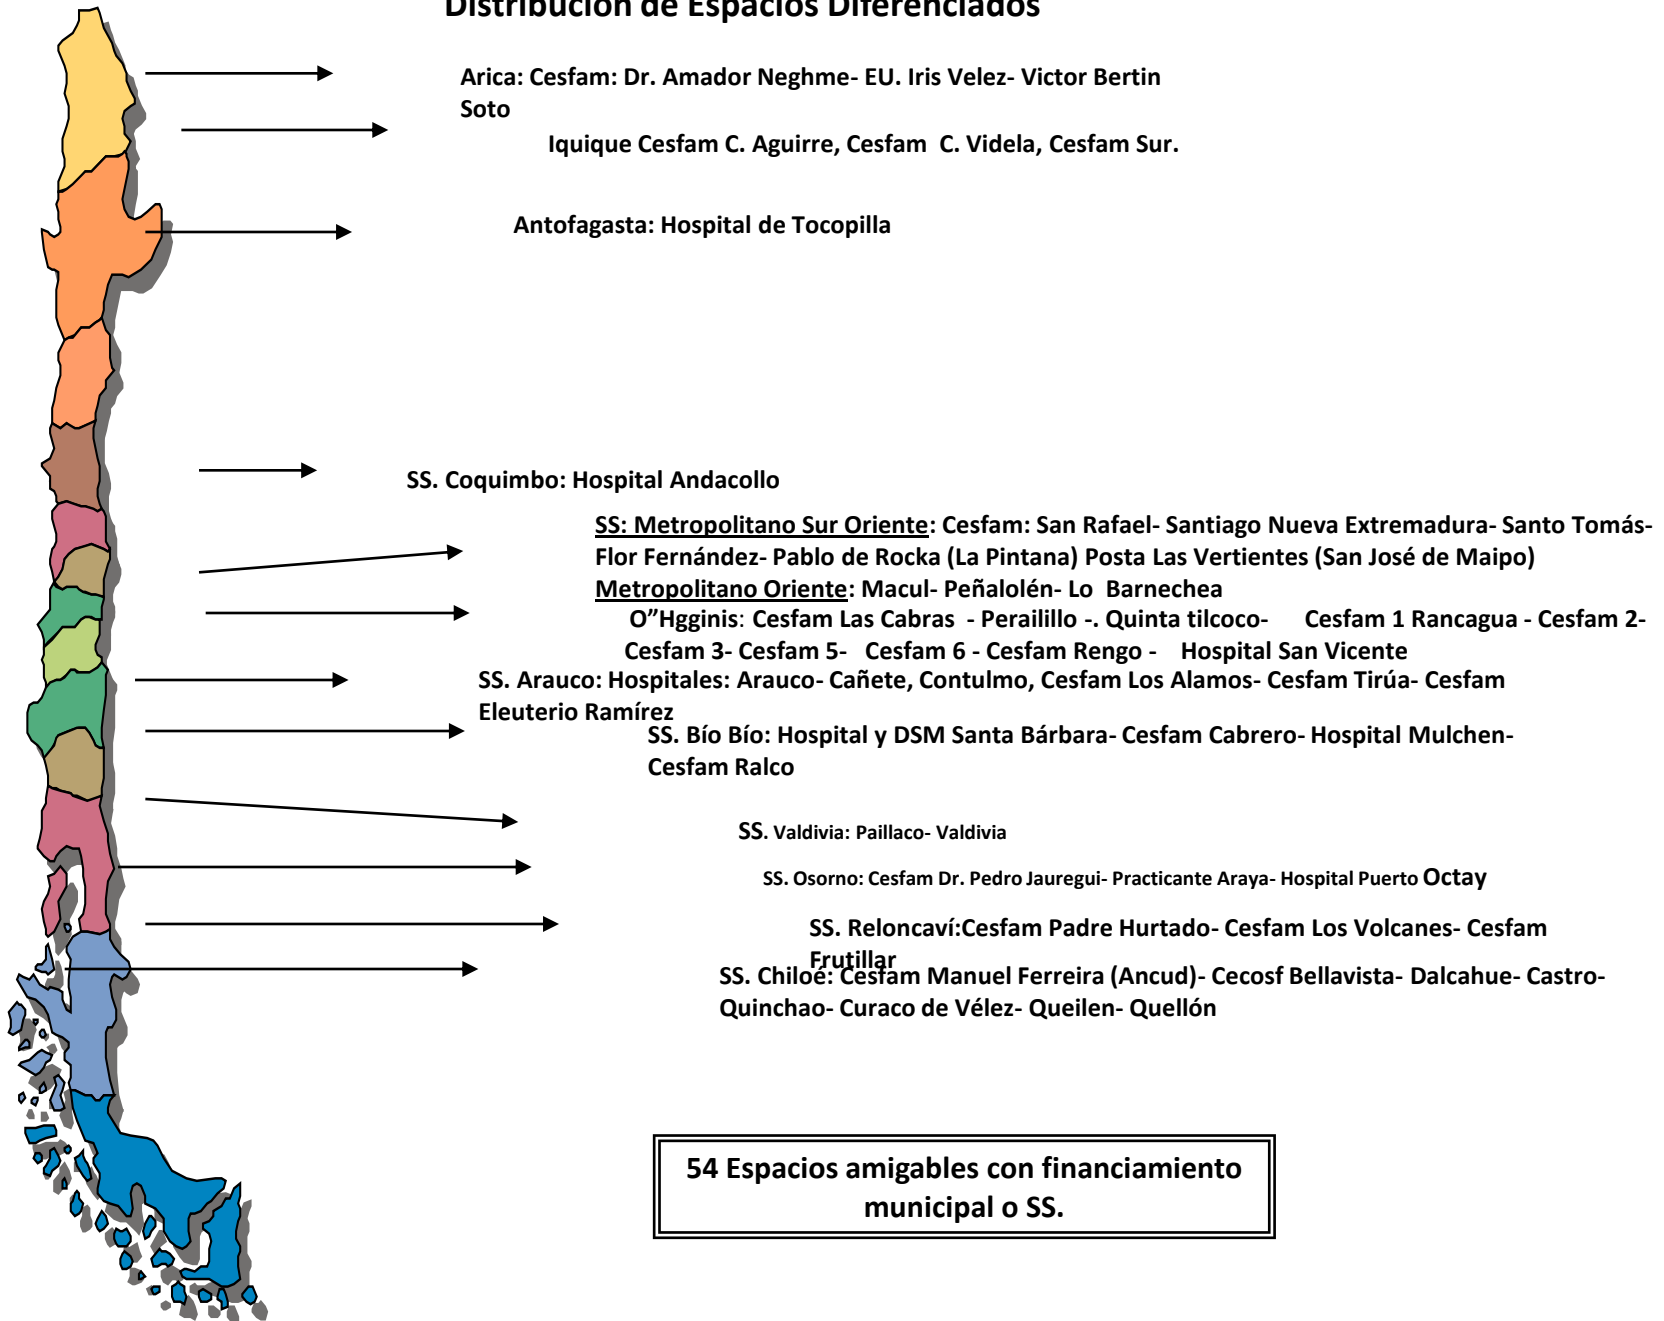 Distribución de Espacios Diferenciados
Arica: Cesfam: Dr. Amador Neghme- EU. Iris Velez- Victor Bertin
Soto
Iquique Cesfam C. Aguirre, Cesfam C. Videla, Cesfam Sur.
Antofagasta: Hospital de Tocopilla
SS. Coquimbo: Hospital Andacollo
SS: Metropolitano Sur Oriente: Cesfam: San Rafael- Santiago Nueva Extremadura- Santo Tomás-
Flor Fernández- Pablo de Rocka (La Pintana) Posta Las Vertientes (San José de Maipo)
Metropolitano Oriente: Macul- Peñalolén- Lo Barnechea
O”Hgginis: Cesfam Las Cabras - Perailillo -. Quinta tilcoco- Cesfam 1 Rancagua - Cesfam 2-
Cesfam 3- Cesfam 5- Cesfam 6 - Cesfam Rengo - Hospital San Vicente
SS. Arauco: Hospitales: Arauco- Cañete, Contulmo, Cesfam Los Alamos- Cesfam Tirúa- Cesfam
Eleuterio Ramírez
SS. Bío Bío: Hospital y DSM Santa Bárbara- Cesfam Cabrero- Hospital Mulchen-
Cesfam Ralco
SS. Valdivia: Paillaco- Valdivia
SS. Osorno: Cesfam Dr. Pedro Jauregui- Practicante Araya- Hospital Puerto Octay
SS. Reloncaví:Cesfam Padre Hurtado- Cesfam Los Volcanes- Cesfam
Frutillar
SS. Chiloé: Cesfam Manuel Ferreira (Ancud)- Cecosf Bellavista- Dalcahue- Castro-
Quinchao- Curaco de Vélez- Queilen- Quellón
54 Espacios amigables con financiamiento
municipal o SS.